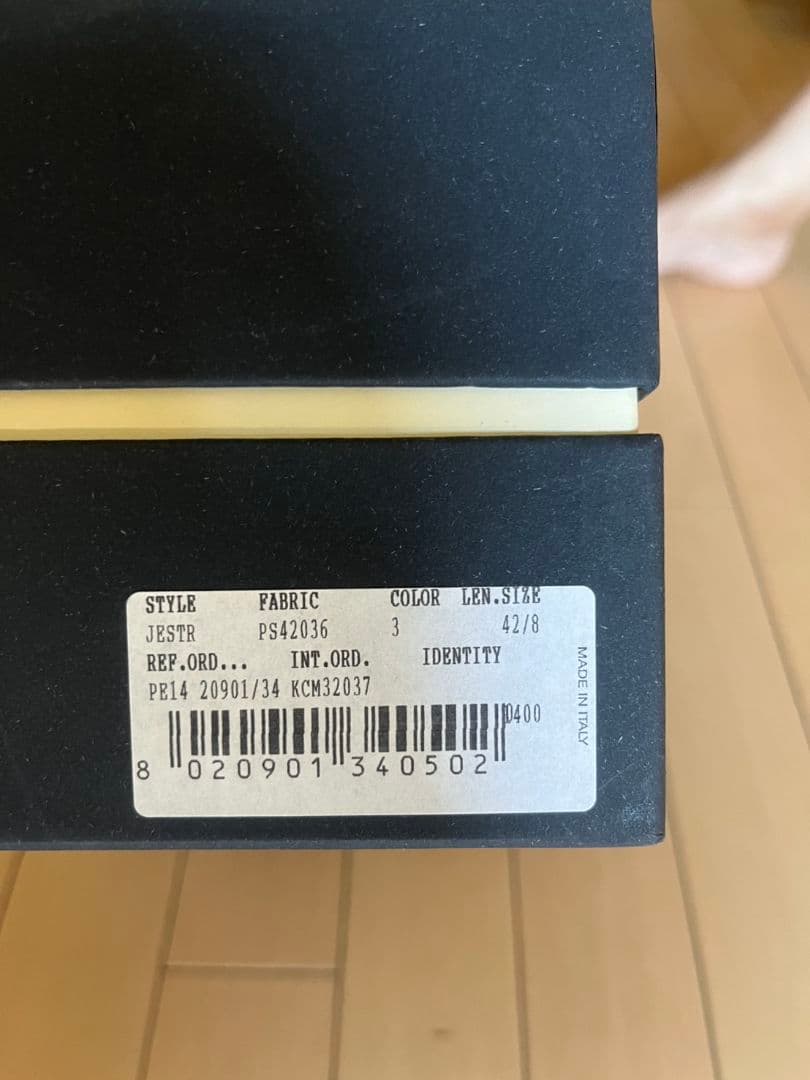 STYLE FABRIC COLOR LEN.SIZE
JESTR PS42036 3 42/8
REF.ORD... INT.ORD. IDENTITY
PE14 20901/34 KCM32037
0400
8 020901 340502
MADE IN ITALY